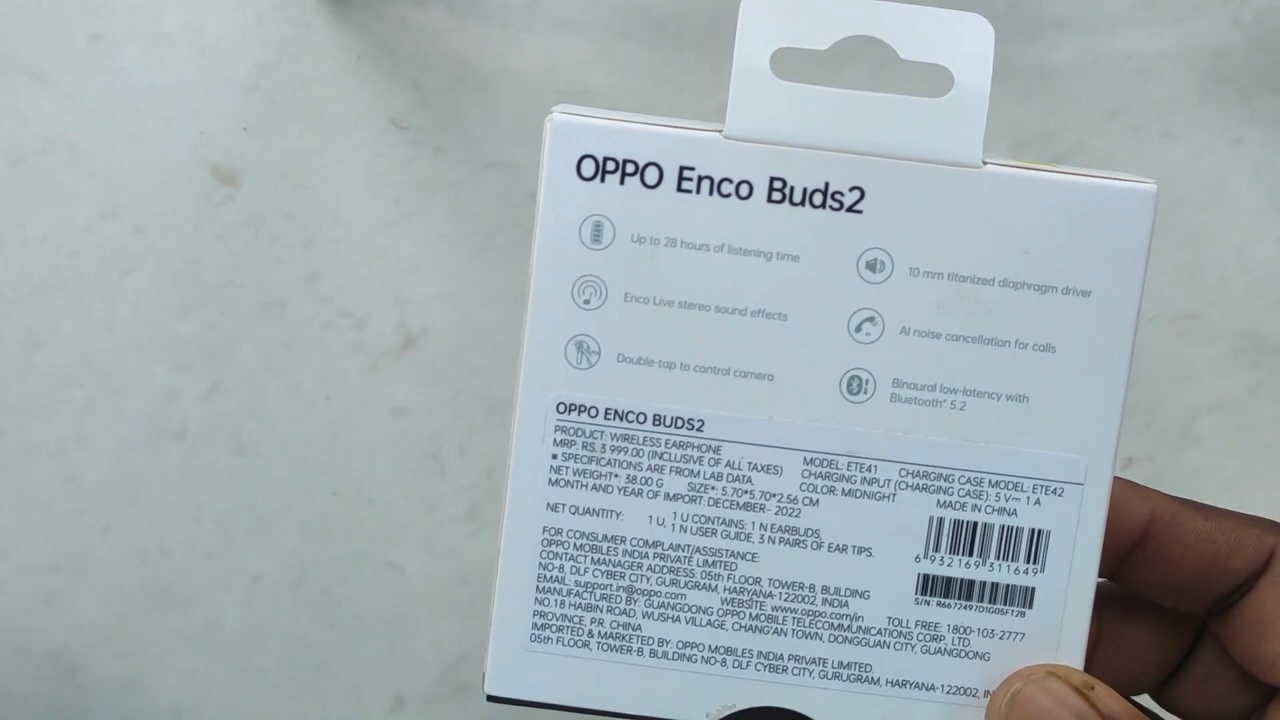 OPPO Enco Buds2
Up to 28 hours of listening time
10 mm titanized diaphragm driver
Enco Live stereo sound effects
AI noise cancellation for calls
Double-tap to control camera
Binaural low-latency with
Bluetooth® 5.2
OPPO ENCO BUDS2
PRODUCT: WIRELESS EARPHONE
MODEL: ETE41 CHARGING CASE MODEL: ETE42
MRP: RS. 3 999.00 (INCLUSIVE OF ALL TAXES)
CHARGING INPUT (CHARGING CASE): 5 V⎓ 1 A
■ SPECIFICATIONS ARE FROM LAB DATA.
COLOR: MIDNIGHT
MADE IN CHINA
NET WEIGHT*: 38.00 G SIZE*: 5.70*5.70*2.56 CM
MONTH AND YEAR OF IMPORT: DECEMBER- 2022
NET QUANTITY: 1 U, 1 U CONTAINS: 1 N EARBUDS,
1 N USER GUIDE, 3 N PAIRS OF EAR TIPS.
6 932169 311649
FOR CONSUMER COMPLAINT/ASSISTANCE:
OPPO MOBILES INDIA PRIVATE LIMITED
CONTACT MANAGER ADDRESS: 05th FLOOR, TOWER-B, BUILDING
NO-8, DLF CYBER CITY, GURUGRAM, HARYANA-122002, INDIA
S/N: R6672497D1G05FT2B
EMAIL: support.in@oppo.com WEBSITE: www.oppo.com/in TOLL FREE: 1800-103-2777
MANUFACTURED BY: GUANGDONG OPPO MOBILE TELECOMMUNICATIONS CORP., LTD.
NO.18 HAIBIN ROAD, WUSHA VILLAGE, CHANG'AN TOWN, DONGGUAN CITY, GUANGDONG
PROVINCE, P.R. CHINA
IMPORTED & MARKETED BY: OPPO MOBILES INDIA PRIVATE LIMITED.
05th FLOOR, TOWER-B, BUILDING NO-8, DLF CYBER CITY, GURUGRAM, HARYANA-122002, IN